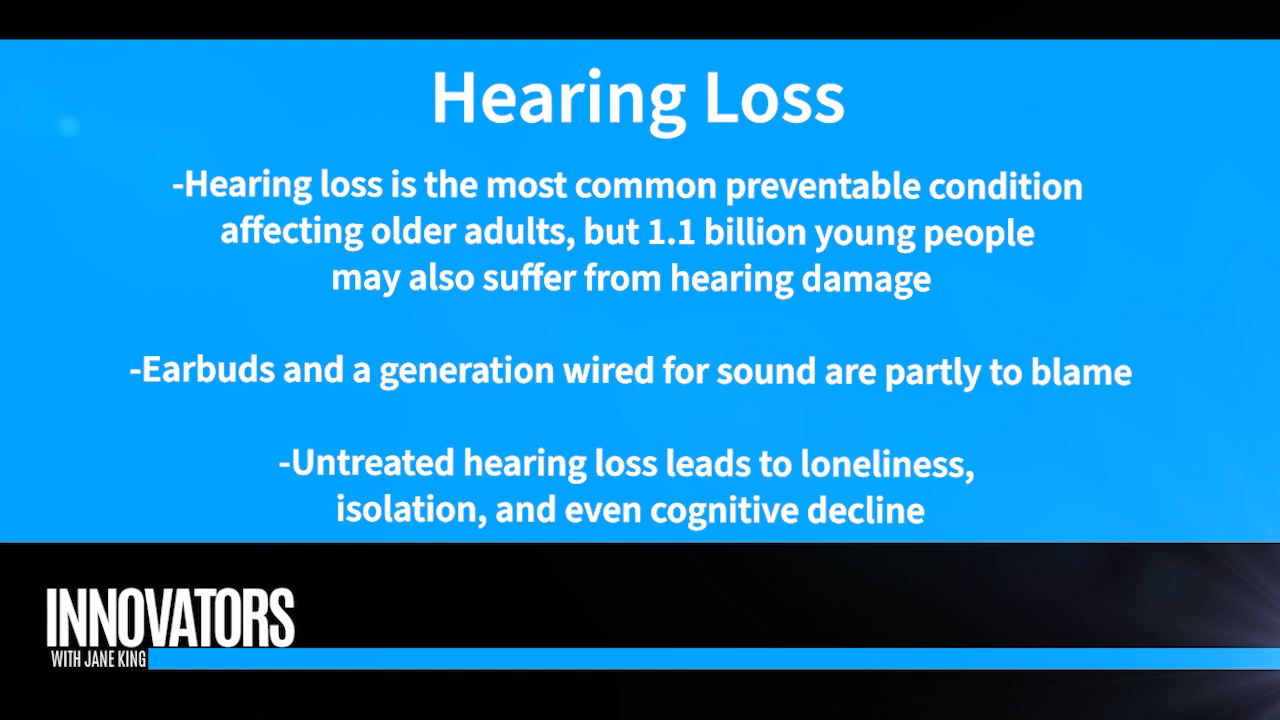 Hearing Loss
-Hearing loss is the most common preventable condition
affecting older adults, but 1.1 billion young people
may also suffer from hearing damage
-Earbuds and a generation wired for sound are partly to blame
-Untreated hearing loss leads to loneliness,
isolation, and even cognitive decline
INNOVATORS
WITH JANE KING